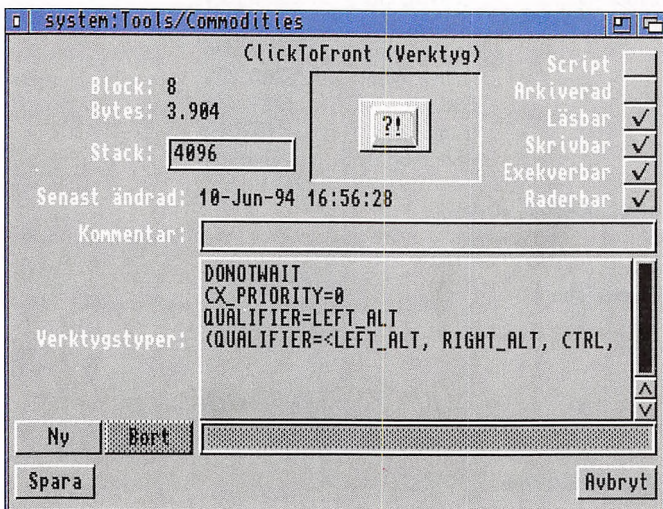 system:Tools/Commodities
ClickToFront (Verktyg)
Block: 8
Bytes: 3.904
Stack: 4096
?!
Script
Arkiverad
Läsbar
Skrivbar
Exekverbar
Raderbar
Senast ändrad: 10-Jun-94 16:56:28
Kommentar:
Verktygstyper:
DONOTWAIT
CX_PRIORITY=0
QUALIFIER=LEFT_ALT
(QUALIFIER=<LEFT_ALT, RIGHT_ALT, CTRL,
Ny
Bort
Spara
Avbryt